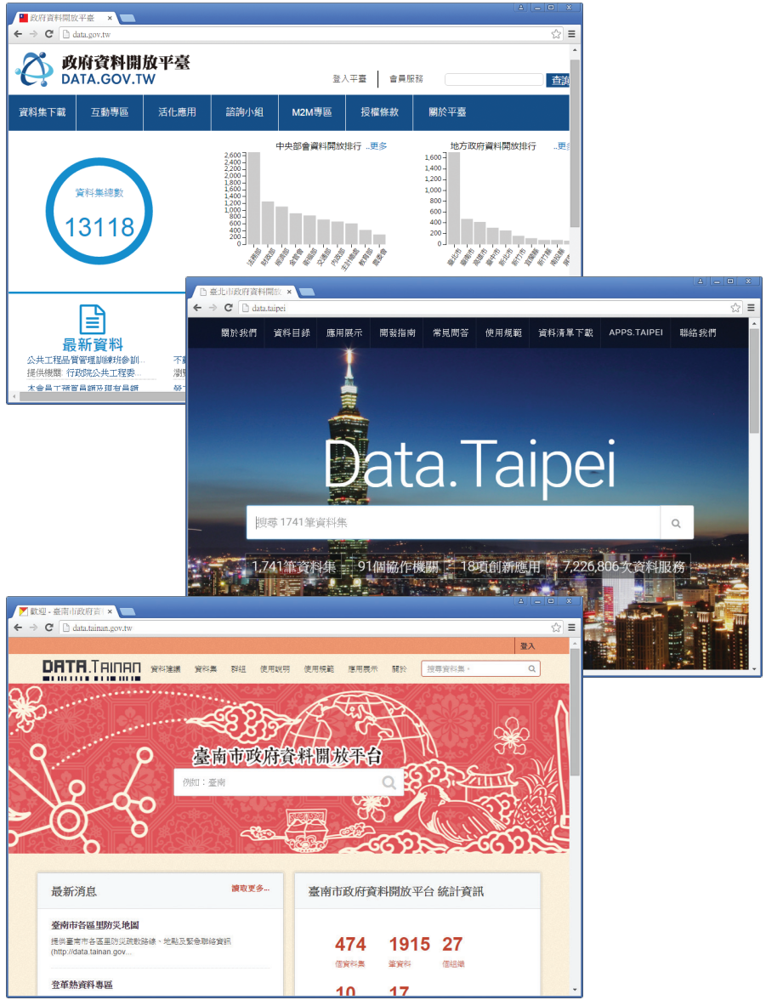 政府資料開放平臺
data.gov.tw
政府資料開放平臺
DATA.GOV.TW
登入平臺 會員服務 查詢
資料集下載 互動專區 活化應用 諮詢小組 M2M專區 授權條款 關於平臺
資料集總數
13118
中央部會資料開放排行 ..更多
2,600
2,400
2,200
2,000
1,800
1,600
1,400
1,200
1,000
800
600
400
200
0
法務部 財政部 經濟部 金管會 衛福部 交通部 內政部 主計總處 教育部 農委會
地方政府資料開放排行 ..更多
1,600
1,400
1,200
1,000
800
600
400
200
0
臺北市 臺南市 高雄市 臺中市 新北市 新竹市 宜蘭縣 新竹縣 南投縣
最新資料
公共工程品質管理訓練班參訓...
提供機關: 行政院公共工程委...
本會員工預算員額及現有員額
臺北市政府資料開放
data.taipei
關於我們 資料目錄 應用展示 開發指南 常見問答 使用規範 資料清單下載 APPS.TAIPEI 聯絡我們
Data.Taipei
搜尋 1741筆資料集
1,741筆資料集 91個協作機關 18項創新應用 7,226,806次資料服務
歡迎 - 臺南市政府資
data.tainan.gov.tw
登入
DATA.TAINAN 資料建議 資料集 群組 使用說明 使用規範 應用展示 關於 搜尋資料集。
臺南市政府資料開放平台
例如：臺南
最新消息 讀取更多...
臺南市各區里防災地圖
提供臺南市各區里防災疏散路線、地點及緊急聯絡資訊
(http://data.tainan.gov...
登革熱資料專區
臺南市政府資料開放平台 統計資訊
474 1915 27
個資料集 筆資料 個組織
10 17